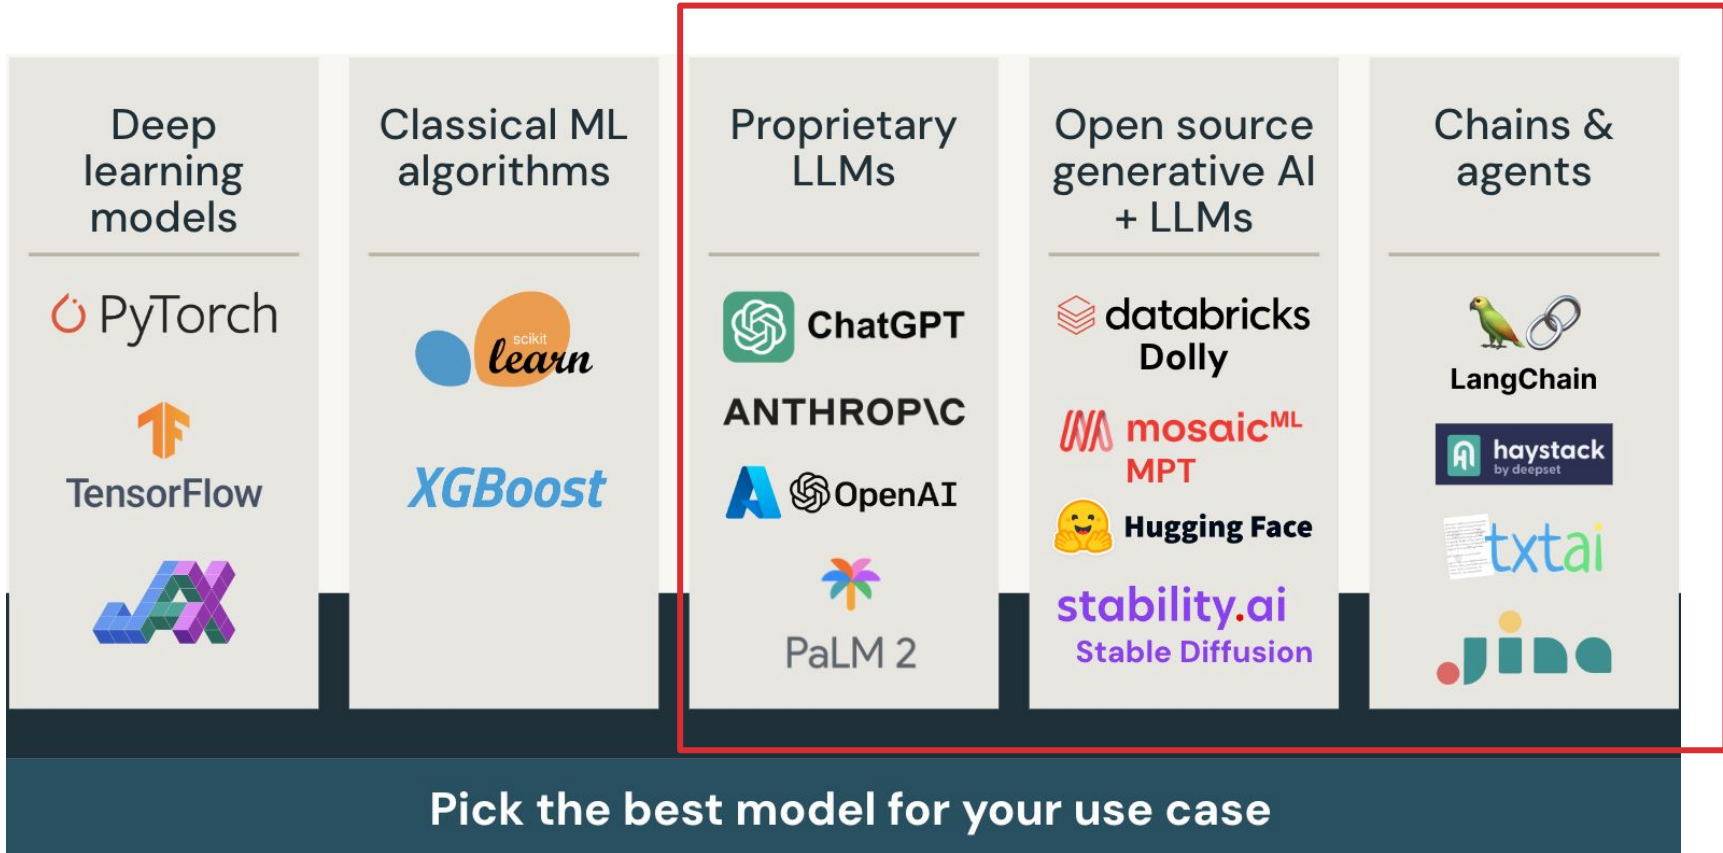 Deep
learning
models
PyTorch
TensorFlow
JAX
Classical ML
algorithms
scikit
learn
XGBoost
Proprietary
LLMs
ChatGPT
ANTHROP\C
OpenAI
PaLM 2
Open source
generative AI
+ LLMs
databricks
Dolly
mosaicML
MPT
Hugging Face
stability.ai
Stable Diffusion
Chains &
agents
LangChain
haystack
by deepset
txtai
Jina
Pick the best model for your use case